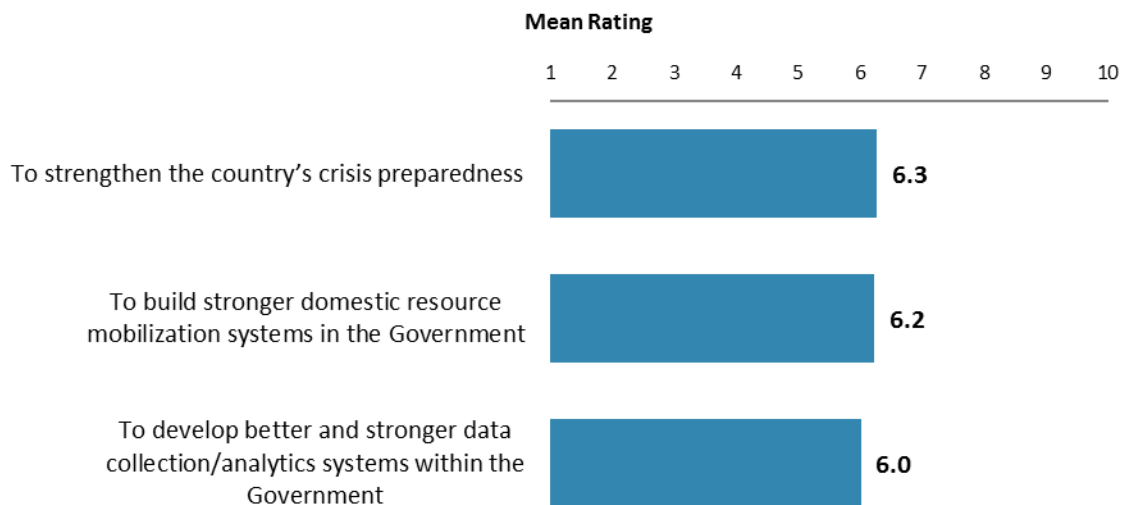 Mean Rating
1 2 3 4 5 6 7 8 9 10
To strengthen the country’s crisis preparedness 6.3
To build stronger domestic resource
mobilization systems in the Government 6.2
To develop better and stronger data
collection/analytics systems within the 6.0
Government